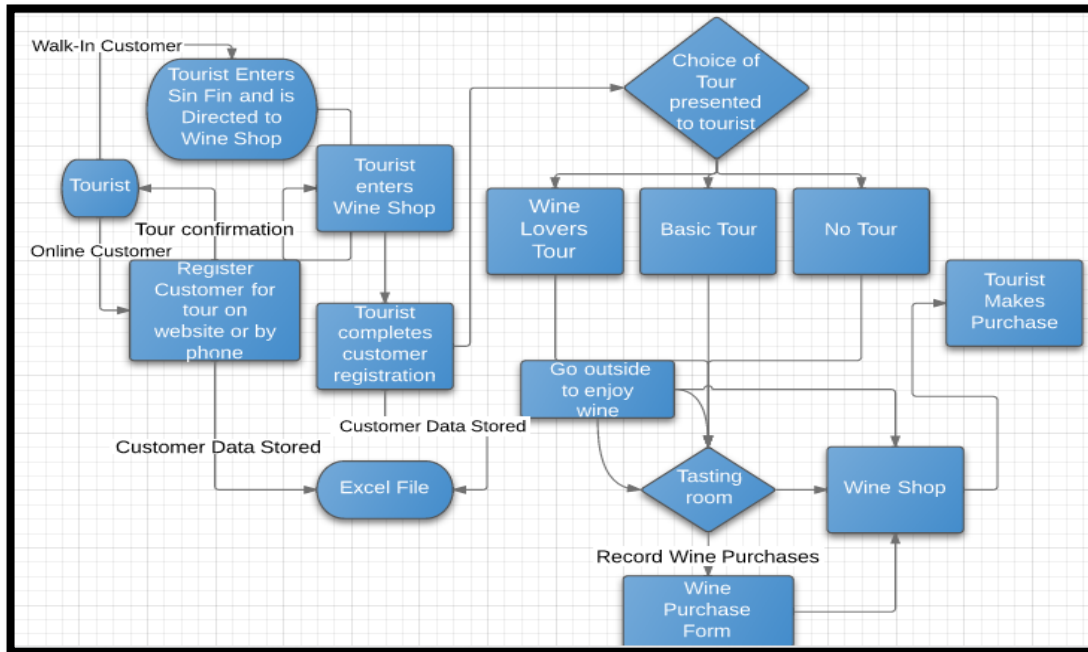 Walk-In Customer
Tourist Enters
Sin Fin and is
Directed to
Wine Shop
Tourist
Tour confirmation
Online Customer
Register
Customer for
tour on
website or by
phone
Tourist
enters
Wine Shop
Tourist
completes
customer
registration
Customer Data Stored
Customer Data Stored
Excel File
Choice of
Tour
presented
to tourist
Wine
Lovers
Tour
Basic Tour
No Tour
Tourist
Makes
Purchase
Go outside
to enjoy
wine
Tasting
room
Wine Shop
Record Wine Purchases
Wine
Purchase
Form